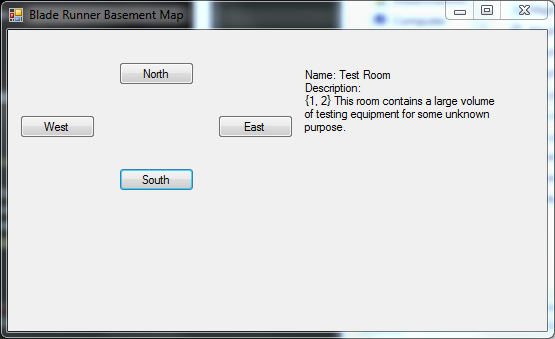 Blade Runner Basement Map
North
West
East
South
Name: Test Room
Description:
{1, 2} This room contains a large volume
of testing equipment for some unknown
purpose.